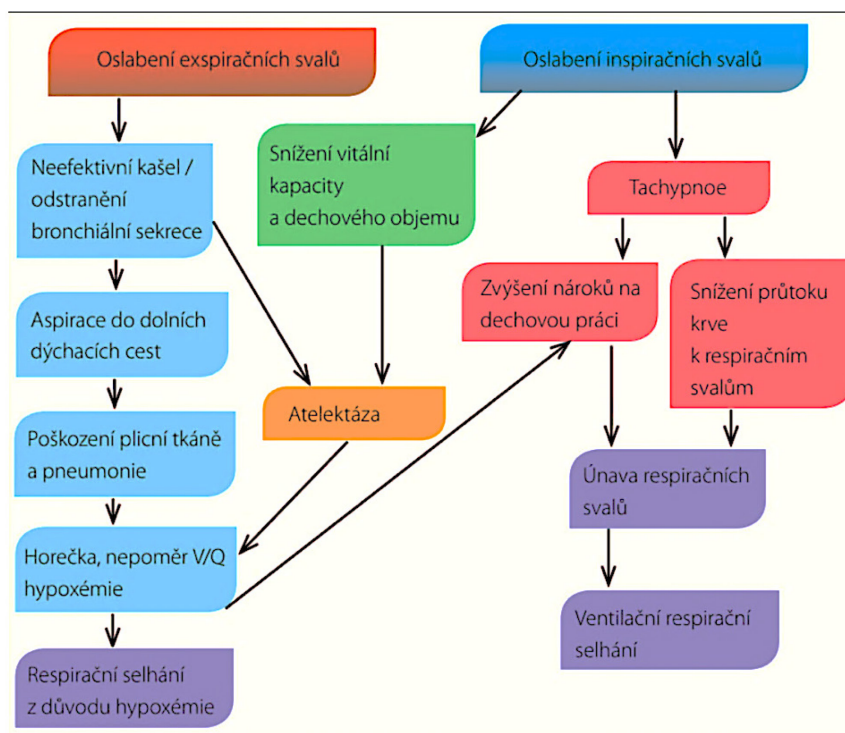 Oslabení exspiračních svalů
Oslabení inspiračních svalů
Neefektivní kašel /
odstranění
bronchiální sekrece
Snížení vitální
kapacity
a dechového objemu
Tachypnoe
Aspirace do dolních
dýchacích cest
Zvýšení nároků na
dechovou práci
Snížení průtoku
krve
k respiračním
svalům
Atelektáza
Poškození plicní tkáně
a pneumonie
Únava respiračních
svalů
Horečka, nepoměr V/Q
hypoxémie
Ventilační respirační
selhání
Respirační selhání
z důvodu hypoxémie